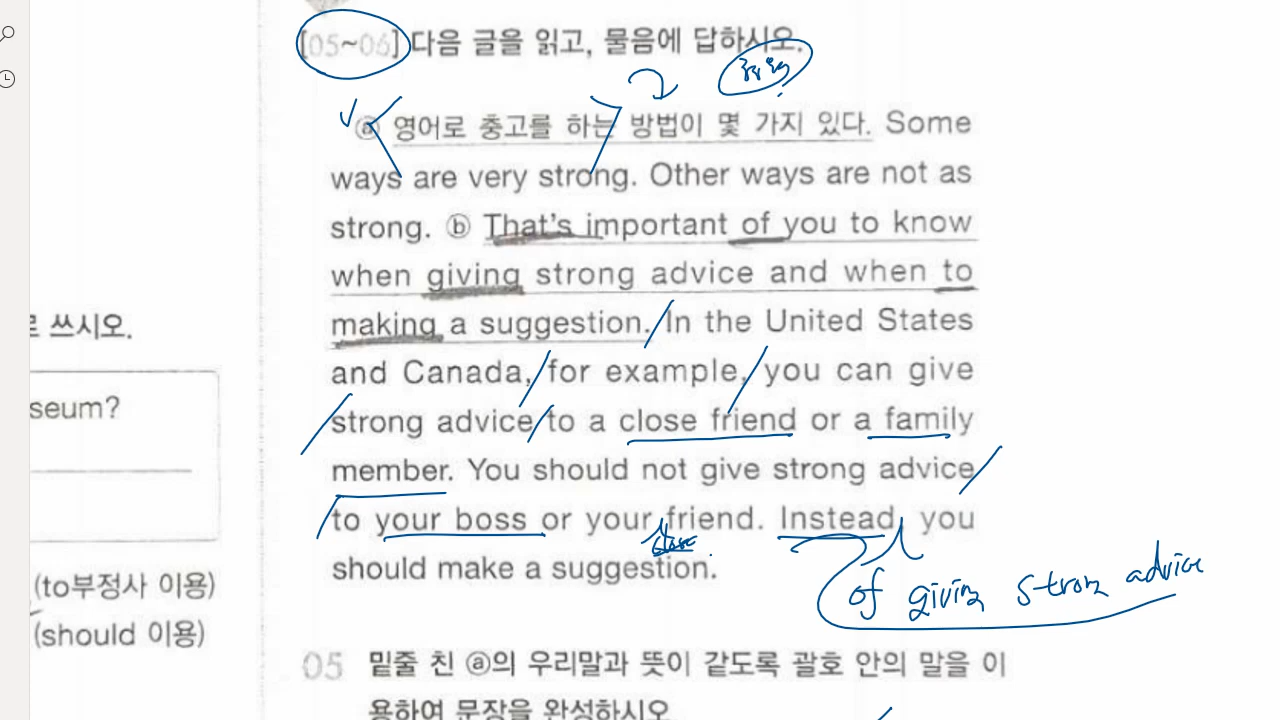 [05~06] 다음 글을 읽고, 물음에 답하시오.
ⓐ 영어로 충고를 하는 방법이 몇 가지 있다. Some
ways are very strong. Other ways are not as
strong. ⓑ That's important of you to know
when giving strong advice and when to
making a suggestion. In the United States
and Canada, for example, you can give
strong advice to a close friend or a family
member. You should not give strong advice
to your boss or your friend. Instead, you
close
should make a suggestion.
of giving strong advice
쓰시오.
seum?
(to부정사 이용)
(should 이용)
05 밑줄 친 ⓐ의 우리말과 뜻이 같도록 괄호 안의 말을 이
용하여 문장을 완성하시오.